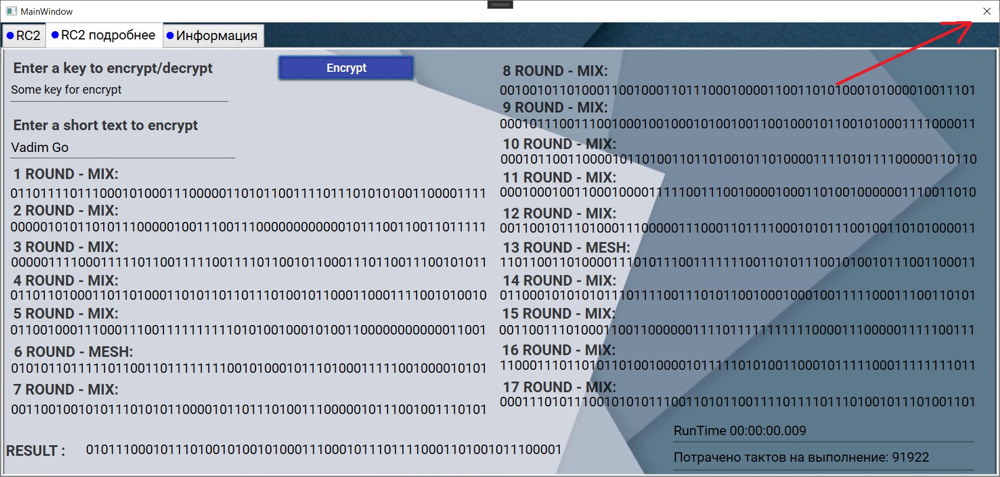 MainWindow
RC2
RC2 подробнее
Информация
Enter a key to encrypt/decrypt
Encrypt
Some key for encrypt
Enter a short text to encrypt
Vadim Go
1 ROUND - MIX:
0110111101110001010001110000011010110011110111010101001100001111
2 ROUND - MIX:
0000010101101011100000100111001110000000000001011100110011011111
3 ROUND - MIX:
0000011110001111101100111110011110110010110001110110011100101011
4 ROUND - MIX:
0110110100011011010001101011011011101001011000110001111001010010
5 ROUND - MIX:
0110010001110001110011111111110101001000101001100000000000011001
6 ROUND - MESH:
0101011011111011001101111111100101000101110100011111001000010101
7 ROUND - MIX:
0011001001010111010101100001011011101001110000010111001001110101
RESULT :
0101110001011101001010010100011100010111011110001101001011100001
8 ROUND - MIX:
0010010110100011001000110111000100001100110101000101000010011101
9 ROUND - MIX:
0001011100111001000100100010100100110010001011001010001111000011
10 ROUND - MIX:
0001011001100001011010011011010010110100001111010111100000110110
11 ROUND - MIX:
0001000100110001000011111001110010000100011010010000001110011010
12 ROUND - MIX:
0011001011101000111000001110001101111000101011100100110101000011
13 ROUND - MESH:
1101100110100001110101110011111110011010111001010010111001100011
14 ROUND - MIX:
0110001010101011101111001110101100100010001001111100011100110101
15 ROUND - MIX:
0011001110100011001100000011110111111111110000111000001111100111
16 ROUND - MIX:
1100011101101011010010000101111101010011000101111100011111111011
17 ROUND - MIX:
0001110101110010101011100110101100111101111011101001011101001101
RunTime 00:00:00.009
Потрачено тактов на выполнение: 91922